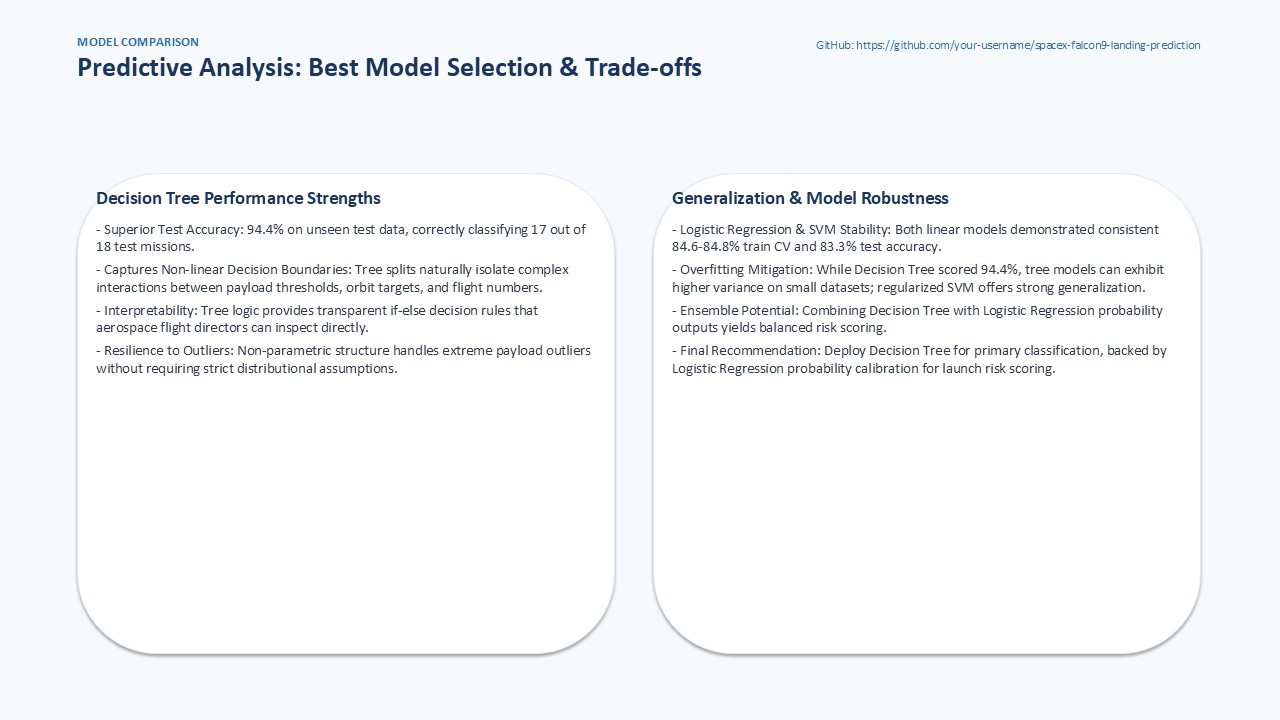 MODEL COMPARISON
GitHub: https://github.com/your-username/spacex-falcon9-landing-prediction
Predictive Analysis: Best Model Selection & Trade-offs
Decision Tree Performance Strengths
- Superior Test Accuracy: 94.4% on unseen test data, correctly classifying 17 out of
18 test missions.
- Captures Non-linear Decision Boundaries: Tree splits naturally isolate complex
interactions between payload thresholds, orbit targets, and flight numbers.
- Interpretability: Tree logic provides transparent if-else decision rules that
aerospace flight directors can inspect directly.
- Resilience to Outliers: Non-parametric structure handles extreme payload outliers
without requiring strict distributional assumptions.
Generalization & Model Robustness
- Logistic Regression & SVM Stability: Both linear models demonstrated consistent
84.6-84.8% train CV and 83.3% test accuracy.
- Overfitting Mitigation: While Decision Tree scored 94.4%, tree models can exhibit
higher variance on small datasets; regularized SVM offers strong generalization.
- Ensemble Potential: Combining Decision Tree with Logistic Regression probability
outputs yields balanced risk scoring.
- Final Recommendation: Deploy Decision Tree for primary classification, backed by
Logistic Regression probability calibration for launch risk scoring.